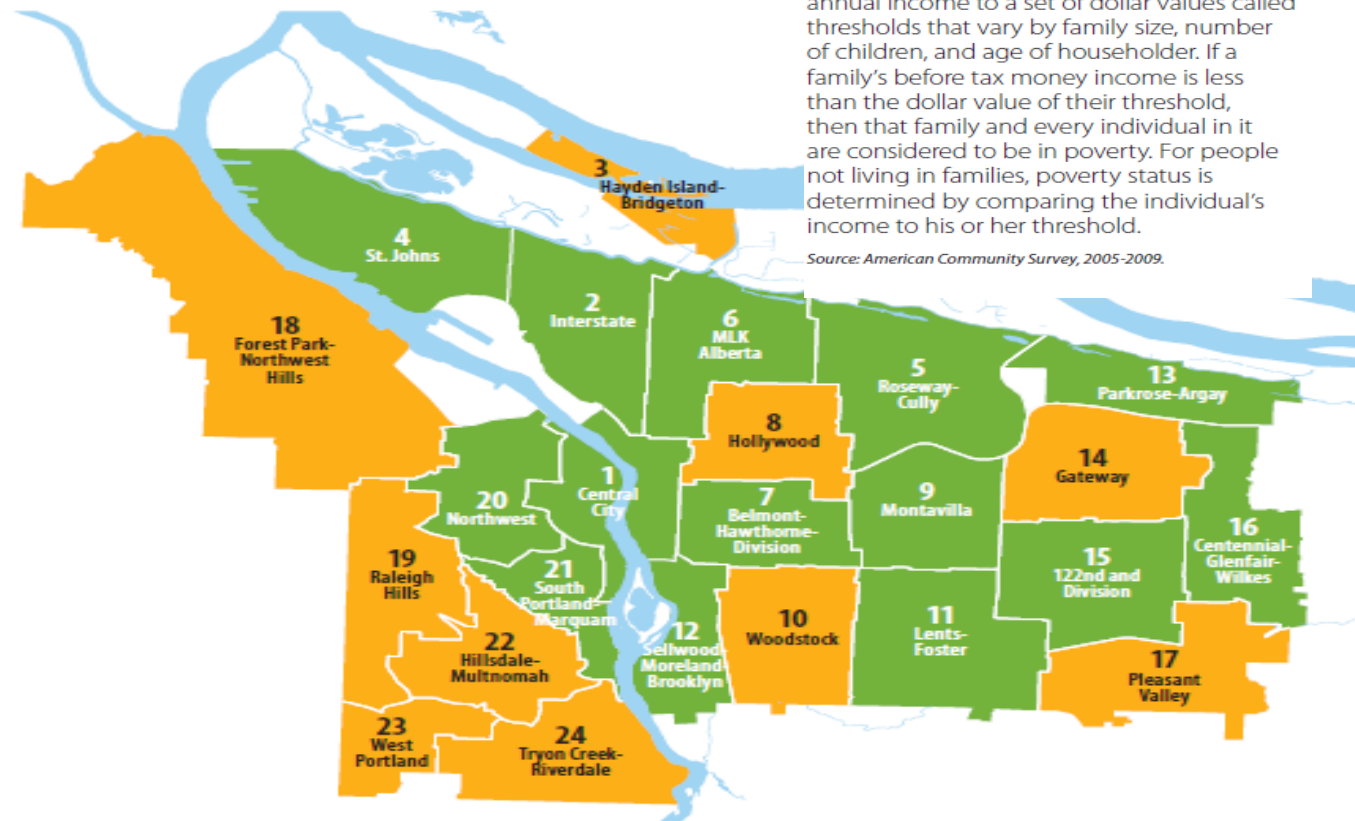 annual income to a set of dollar values called
thresholds that vary by family size, number
of children, and age of householder. If a
family’s before tax money income is less
than the dollar value of their threshold,
then that family and every individual in it
are considered to be in poverty. For people
not living in families, poverty status is
determined by comparing the individual’s
income to his or her threshold.
Source: American Community Survey, 2005-2009.
3
Hayden Island-
Bridgeton
4
St. Johns
2
Interstate
6
MLK
Alberta
18
Forest Park-
Northwest
Hills
5
Roseway-
Cully
13
Parkrose-Argay
8
Hollywood
14
Gateway
1
Central
City
20
Northwest
7
Belmont-
Hawthorne-
Division
9
Montavilla
16
Centennial-
Glenfair-
Wilkes
19
Raleigh
Hills
21
South
Portland-
Marquam
15
122nd and
Division
22
Hillsdale-
Multnomah
12
Sellwood-
Moreland-
Brooklyn
10
Woodstock
11
Lents-
Foster
17
Pleasant
Valley
23
West
Portland
24
Tryon Creek-
Riverdale